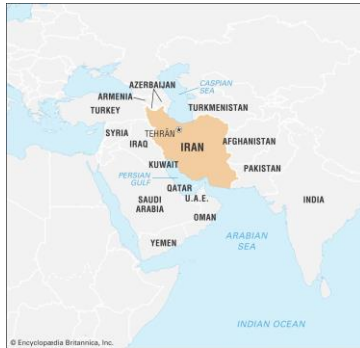 AZERBAIJAN
CASPIAN
SEA
ARMENIA
TURKEY
TURKMENISTAN
SYRIA
TEHRĀN
IRAQ
IRAN
AFGHANISTAN
KUWAIT
PAKISTAN
PERSIAN
GULF
QATAR
SAUDI
ARABIA
U.A.E.
INDIA
OMAN
YEMEN
ARABIAN
SEA
INDIAN OCEAN
© Encyclopædia Britannica, Inc.